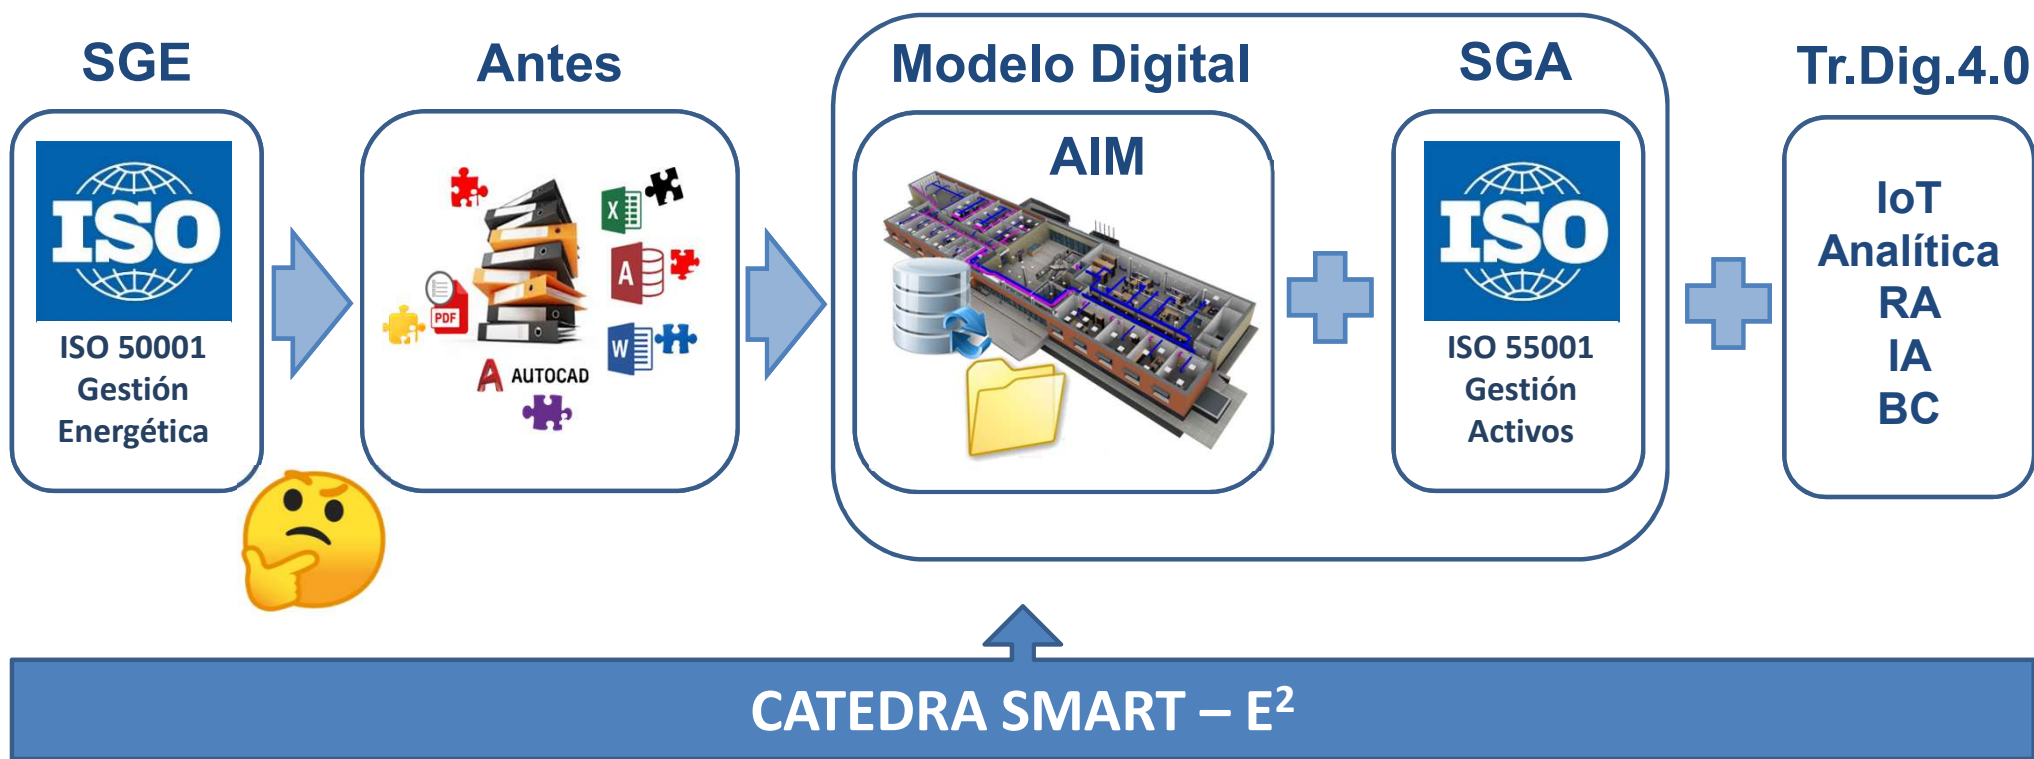 SGE
ISO
ISO 50001
Gestión
Energética
Antes
X
A
PDF
W
A AUTOCAD
Modelo Digital
AIM
SGA
ISO
ISO 55001
Gestión
Activos
Tr.Dig.4.0
IoT
Analítica
RA
IA
BC
CATEDRA SMART – E²